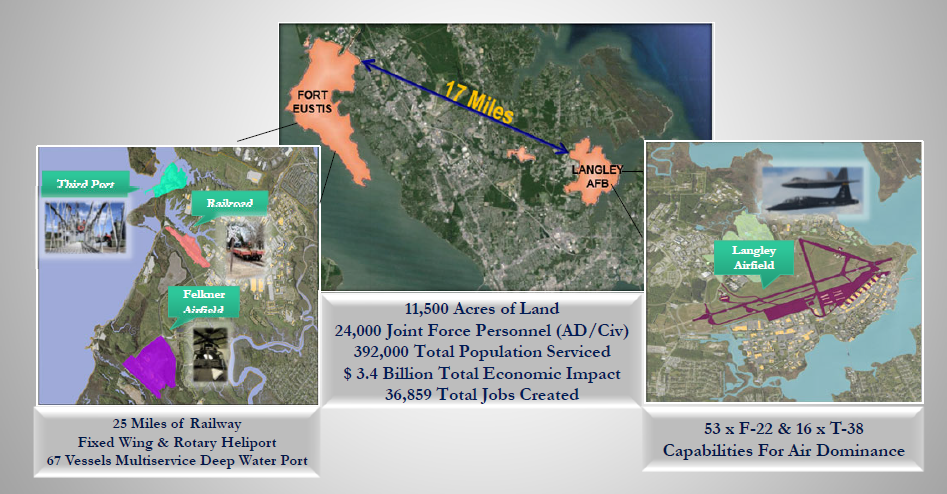 FORT
EUSTIS
17 Miles
LANGLEY
AFB
Third Port
Railroad
Felkner
Airfield
Langley
Airfield
11,500 Acres of Land
24,000 Joint Force Personnel (AD/Civ)
392,000 Total Population Serviced
$ 3.4 Billion Total Economic Impact
36,859 Total Jobs Created
25 Miles of Railway
Fixed Wing & Rotary Heliport
67 Vessels Multiservice Deep Water Port
53 x F-22 & 16 x T-38
Capabilities For Air Dominance